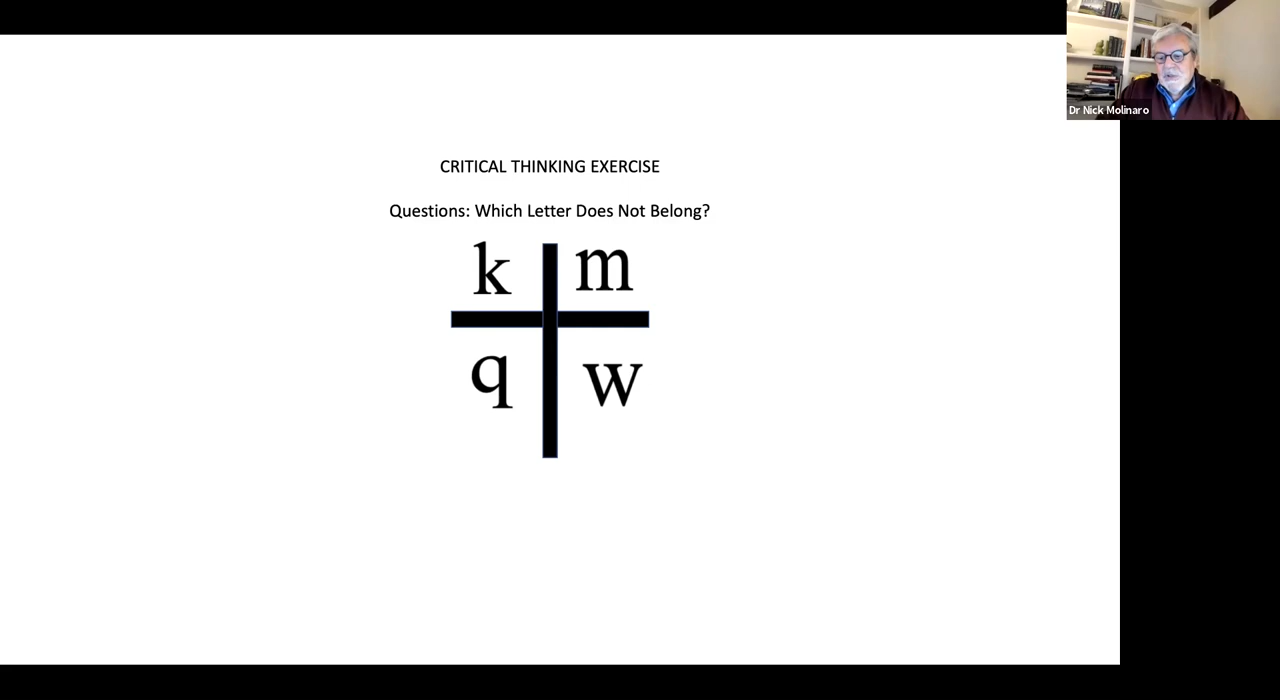 Dr Nick Molinaro
CRITICAL THINKING EXERCISE
Questions: Which Letter Does Not Belong?
k m
q w